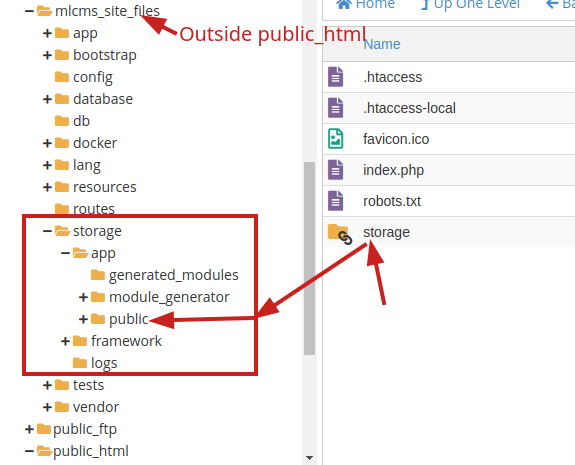 mlcms_site_files
Outside public_html
app
bootstrap
config
database
db
docker
lang
resources
routes
storage
app
generated_modules
module_generator
public
framework
logs
tests
vendor
public_ftp
public_html
Home Up One Level Ba
Name
.htaccess
.htaccess-local
favicon.ico
index.php
robots.txt
storage